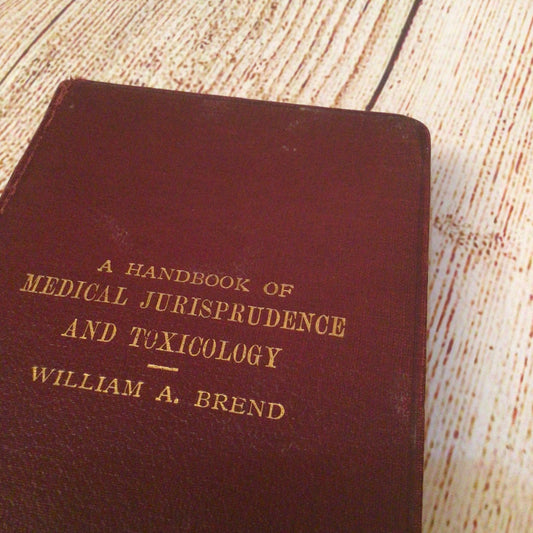 A HANDBOOK OF
MEDICAL JURISPRUDENCE
AND TOXICOLOGY
WILLIAM A. BREND